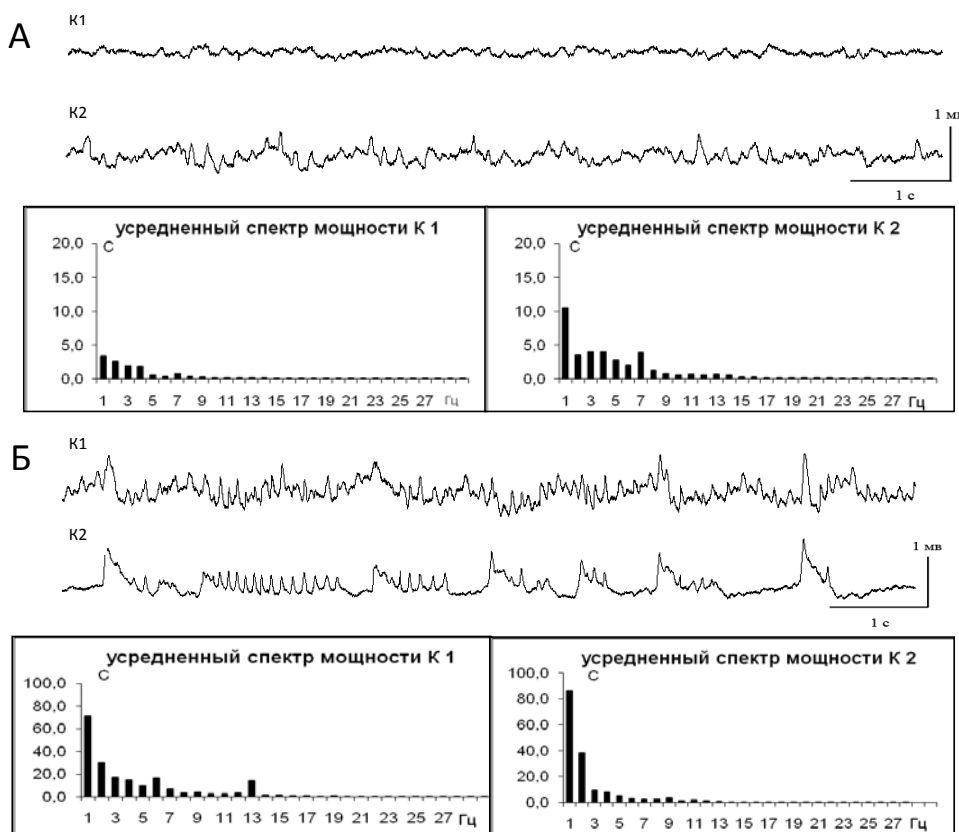 А
К1
К2
1 мв
1 с
усредненный спектр мощности К 1
С
20,0
15,0
10,0
5,0
0,0
1 3 5 7 9 11 13 15 17 19 21 23 25 27 Гц
усредненный спектр мощности К 2
С
20,0
15,0
10,0
5,0
0,0
1 3 5 7 9 11 13 15 17 19 21 23 25 27 Гц
Б
К1
К2
1 мв
1 с
усредненный спектр мощности К 1
С
100,0
80,0
60,0
40,0
20,0
0,0
1 3 5 7 9 11 13 15 17 19 21 23 25 27 Гц
усредненный спектр мощности К 2
С
100,0
80,0
60,0
40,0
20,0
0,0
1 3 5 7 9 11 13 15 17 19 21 23 25 27 Гц